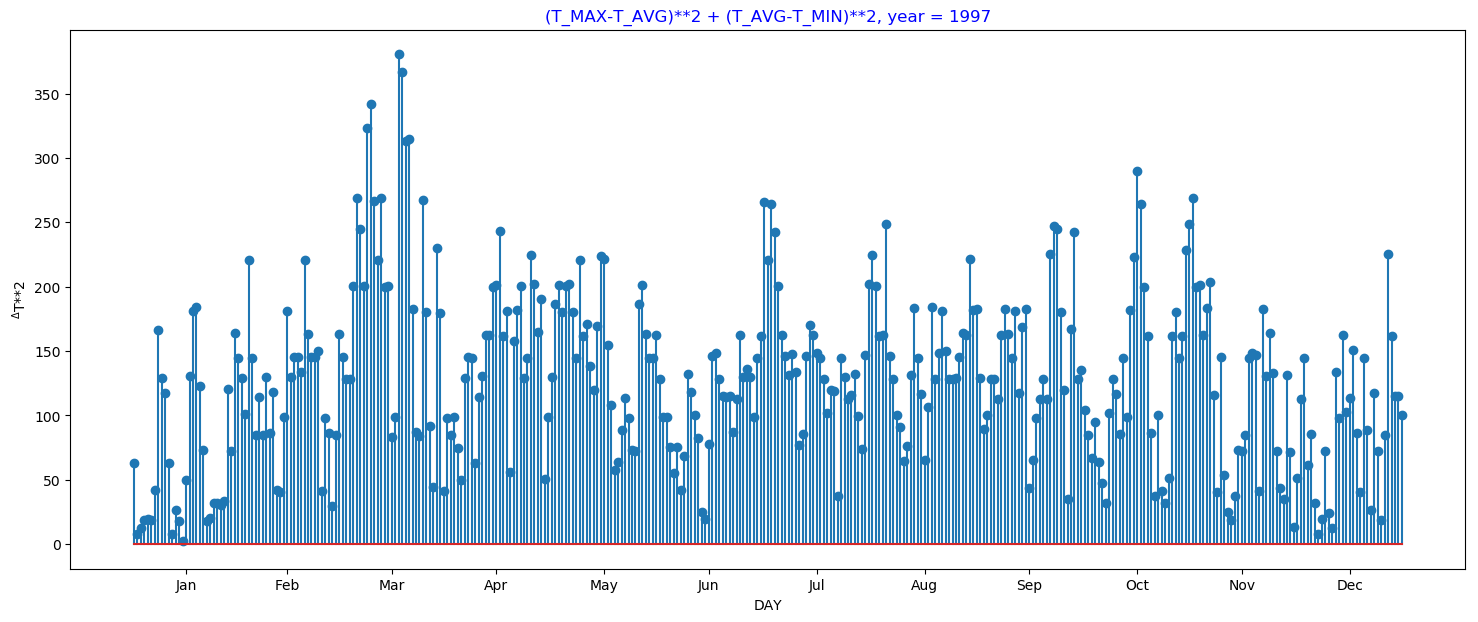 (T_MAX-T_AVG)**2 + (T_AVG-T_MIN)**2, year = 1997
ΔT**2
350
300
250
200
150
100
50
0
Jan Feb Mar Apr May Jun Jul Aug Sep Oct Nov Dec
DAY